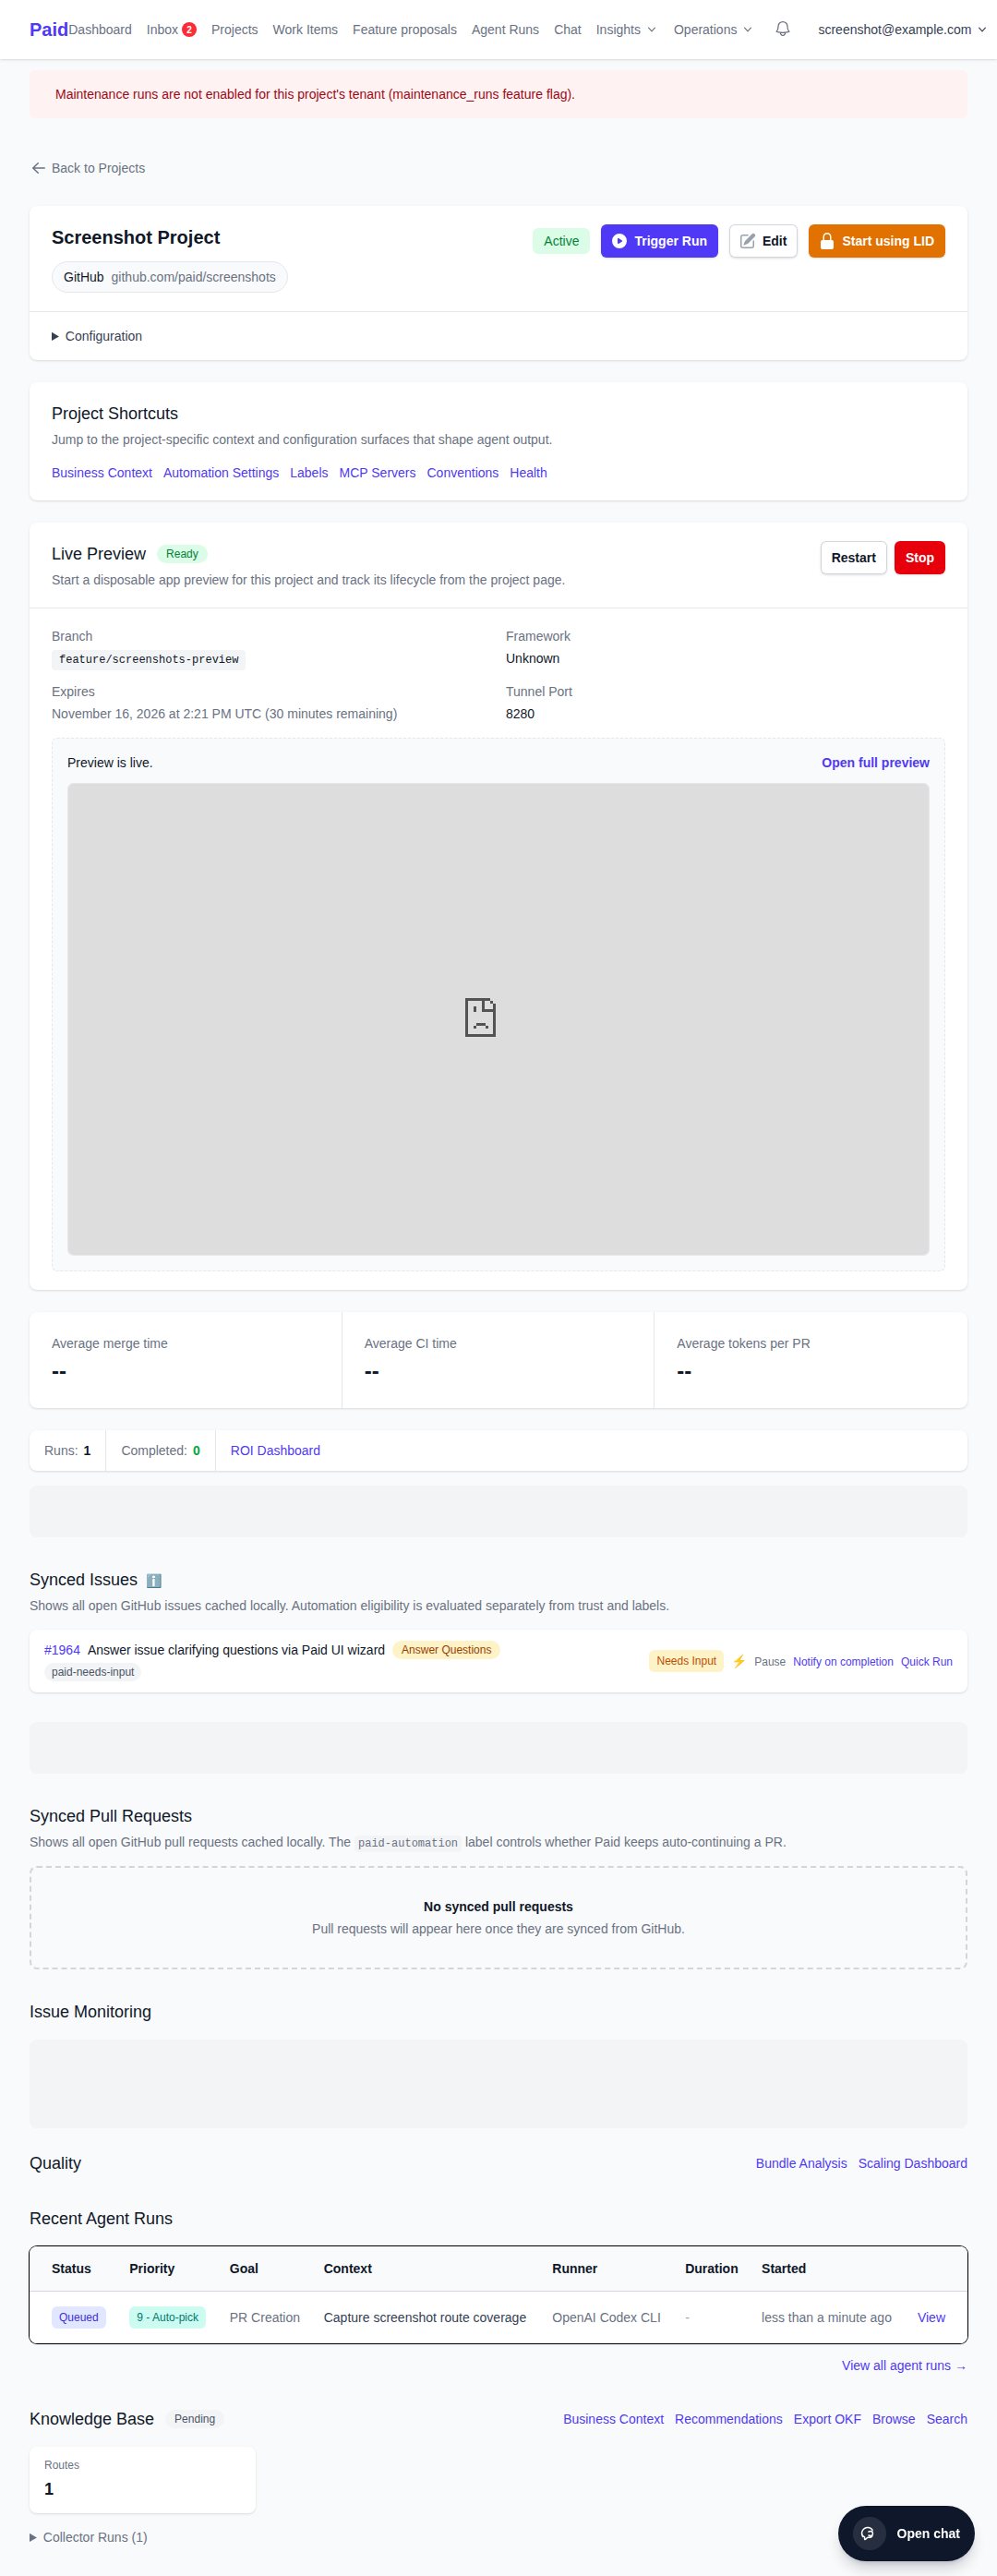 Paid Dashboard Inbox 2 Projects Work Items Feature proposals Agent Runs Chat Insights Operations screenshot@example.com
Maintenance runs are not enabled for this project's tenant (maintenance_runs feature flag).
Back to Projects
Screenshot Project
Active Trigger Run Edit Start using LID
GitHub github.com/paid/screenshots
Configuration
Project Shortcuts
Jump to the project-specific context and configuration surfaces that shape agent output.
Business Context Automation Settings Labels MCP Servers Conventions Health
Live Preview Ready
Restart Stop
Start a disposable app preview for this project and track its lifecycle from the project page.
Branch Framework
feature/screenshots-preview Unknown
Expires Tunnel Port
November 16, 2026 at 2:21 PM UTC (30 minutes remaining) 8280
Preview is live. Open full preview
Average merge time Average CI time Average tokens per PR
-- -- --
Runs: 1 Completed: 0 ROI Dashboard
Synced Issues
Shows all open GitHub issues cached locally. Automation eligibility is evaluated separately from trust and labels.
#1964 Answer issue clarifying questions via Paid UI wizard Answer Questions
paid-needs-input
Needs Input Pause Notify on completion Quick Run
Synced Pull Requests
Shows all open GitHub pull requests cached locally. The paid-automation label controls whether Paid keeps auto-continuing a PR.
No synced pull requests
Pull requests will appear here once they are synced from GitHub.
Issue Monitoring
Quality Bundle Analysis Scaling Dashboard
Recent Agent Runs
Status Priority Goal Context Runner Duration Started
Queued 9 - Auto-pick PR Creation Capture screenshot route coverage OpenAI Codex CLI - less than a minute ago View
View all agent runs →
Knowledge Base Pending Business Context Recommendations Export OKF Browse Search
Routes
1
Collector Runs (1)
Open chat